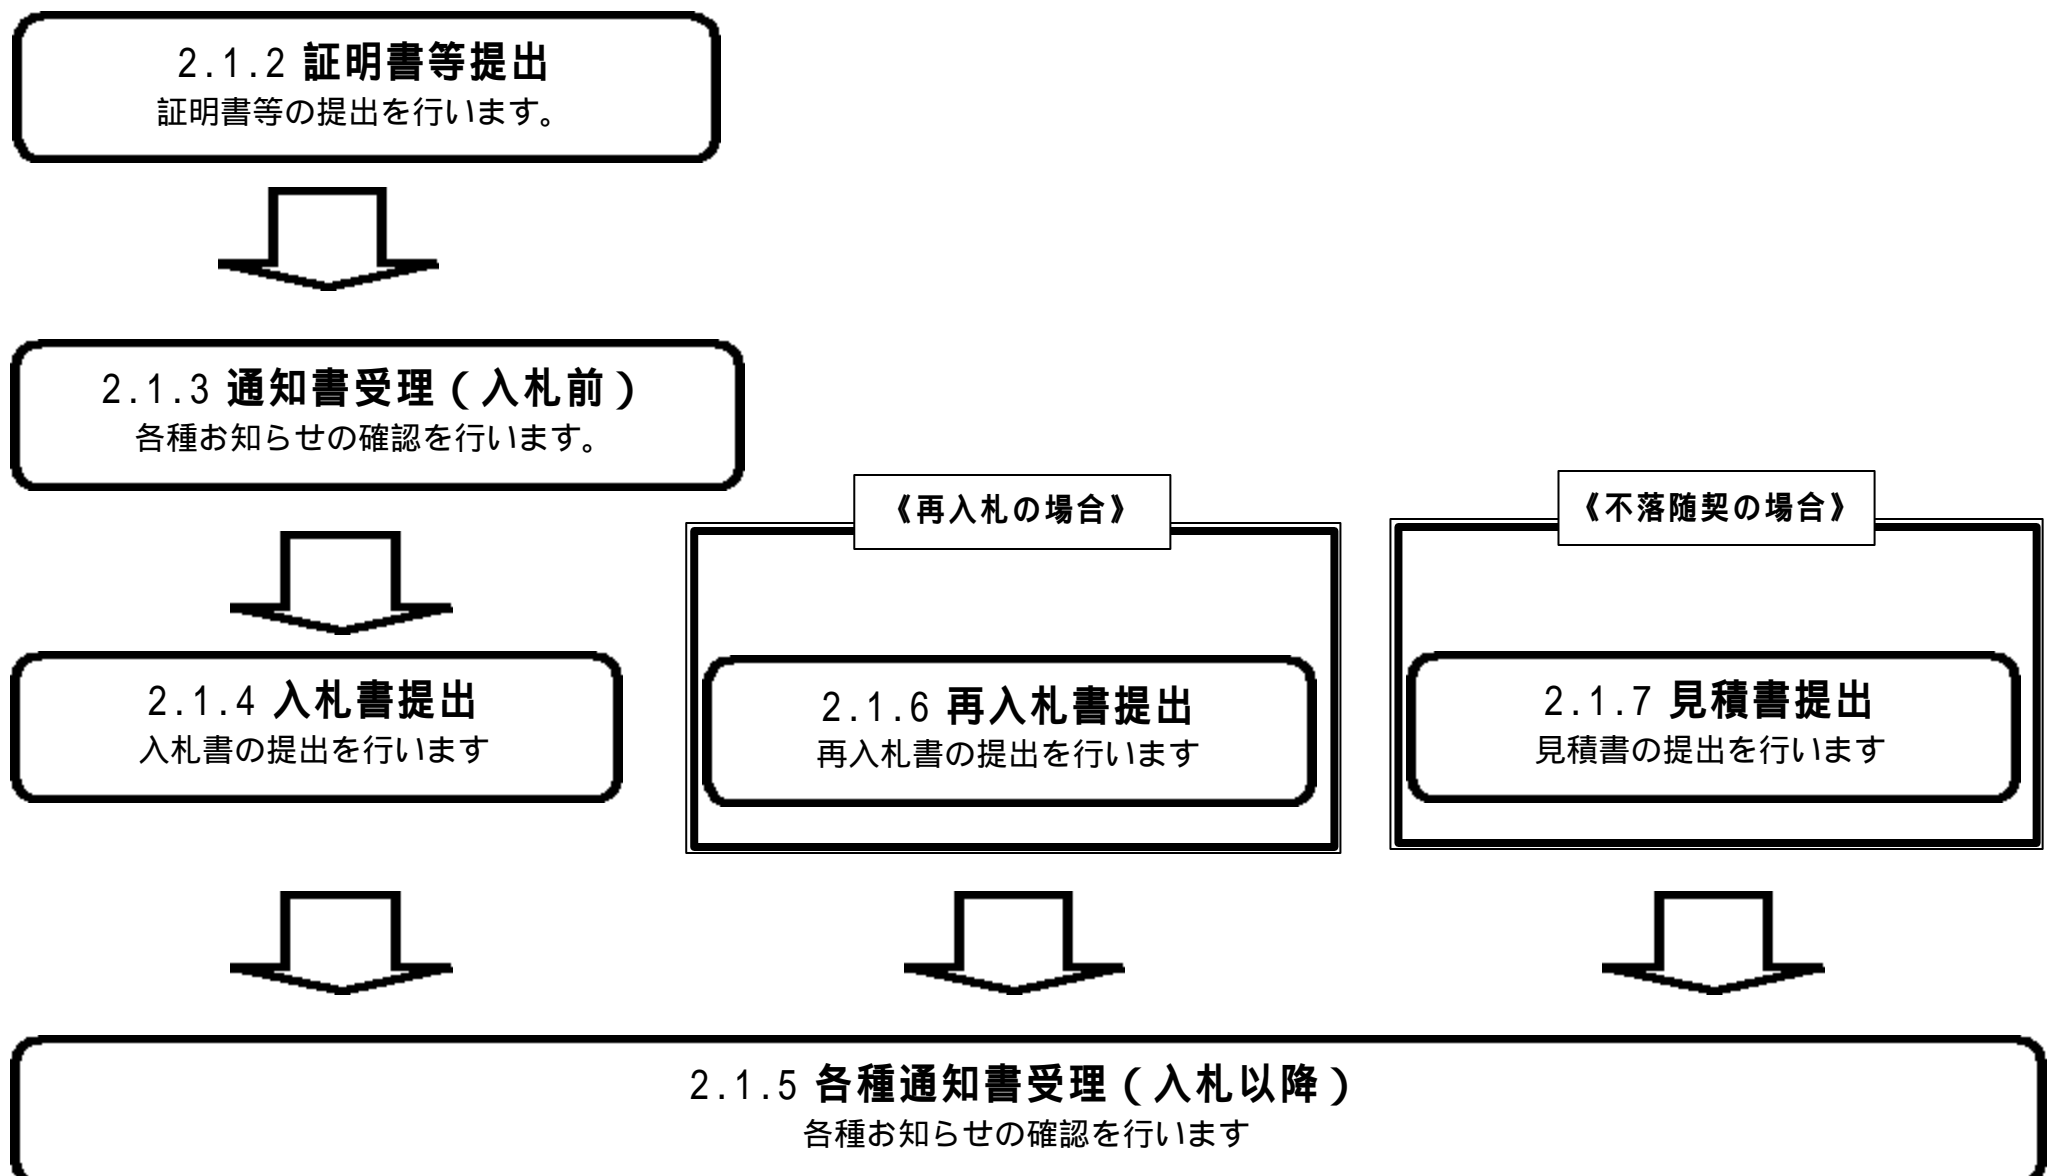 2.1.2 証明書等提出
証明書等の提出を行います。
2.1.3 通知書受理(入札前)
各種お知らせの確認を行います。
2.1.4 入札書提出
入札書の提出を行います
《再入札の場合》
2.1.6 再入札書提出
再入札書の提出を行います
《不落随契の場合》
2.1.7 見積書提出
見積書の提出を行います
2.1.5 各種通知書受理(入札以降)
各種お知らせの確認を行います